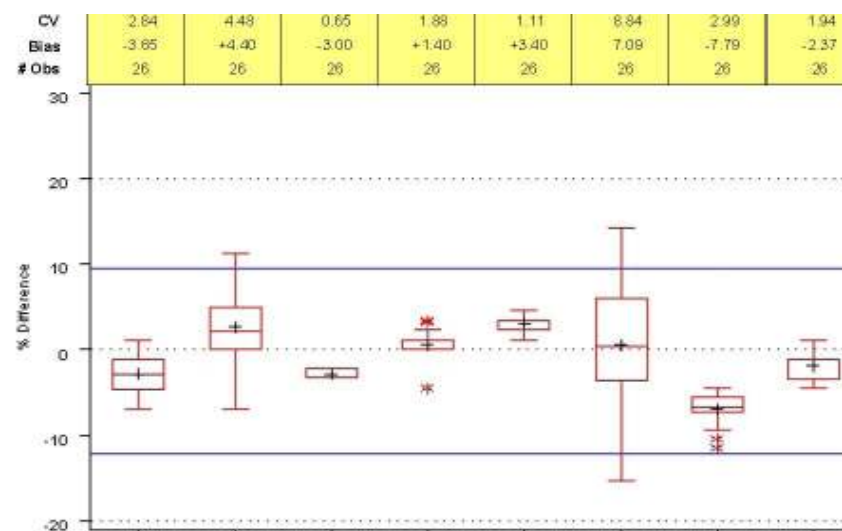 CV 2.84 4.48 0.65 1.88 1.11 8.84 2.99 1.94
Bias -3.65 +4.40 -3.00 +1.40 +3.40 7.09 -7.79 -2.37
# Obs 26 26 26 26 26 26 26 26
30
20
10
% Difference
0
-10
-20